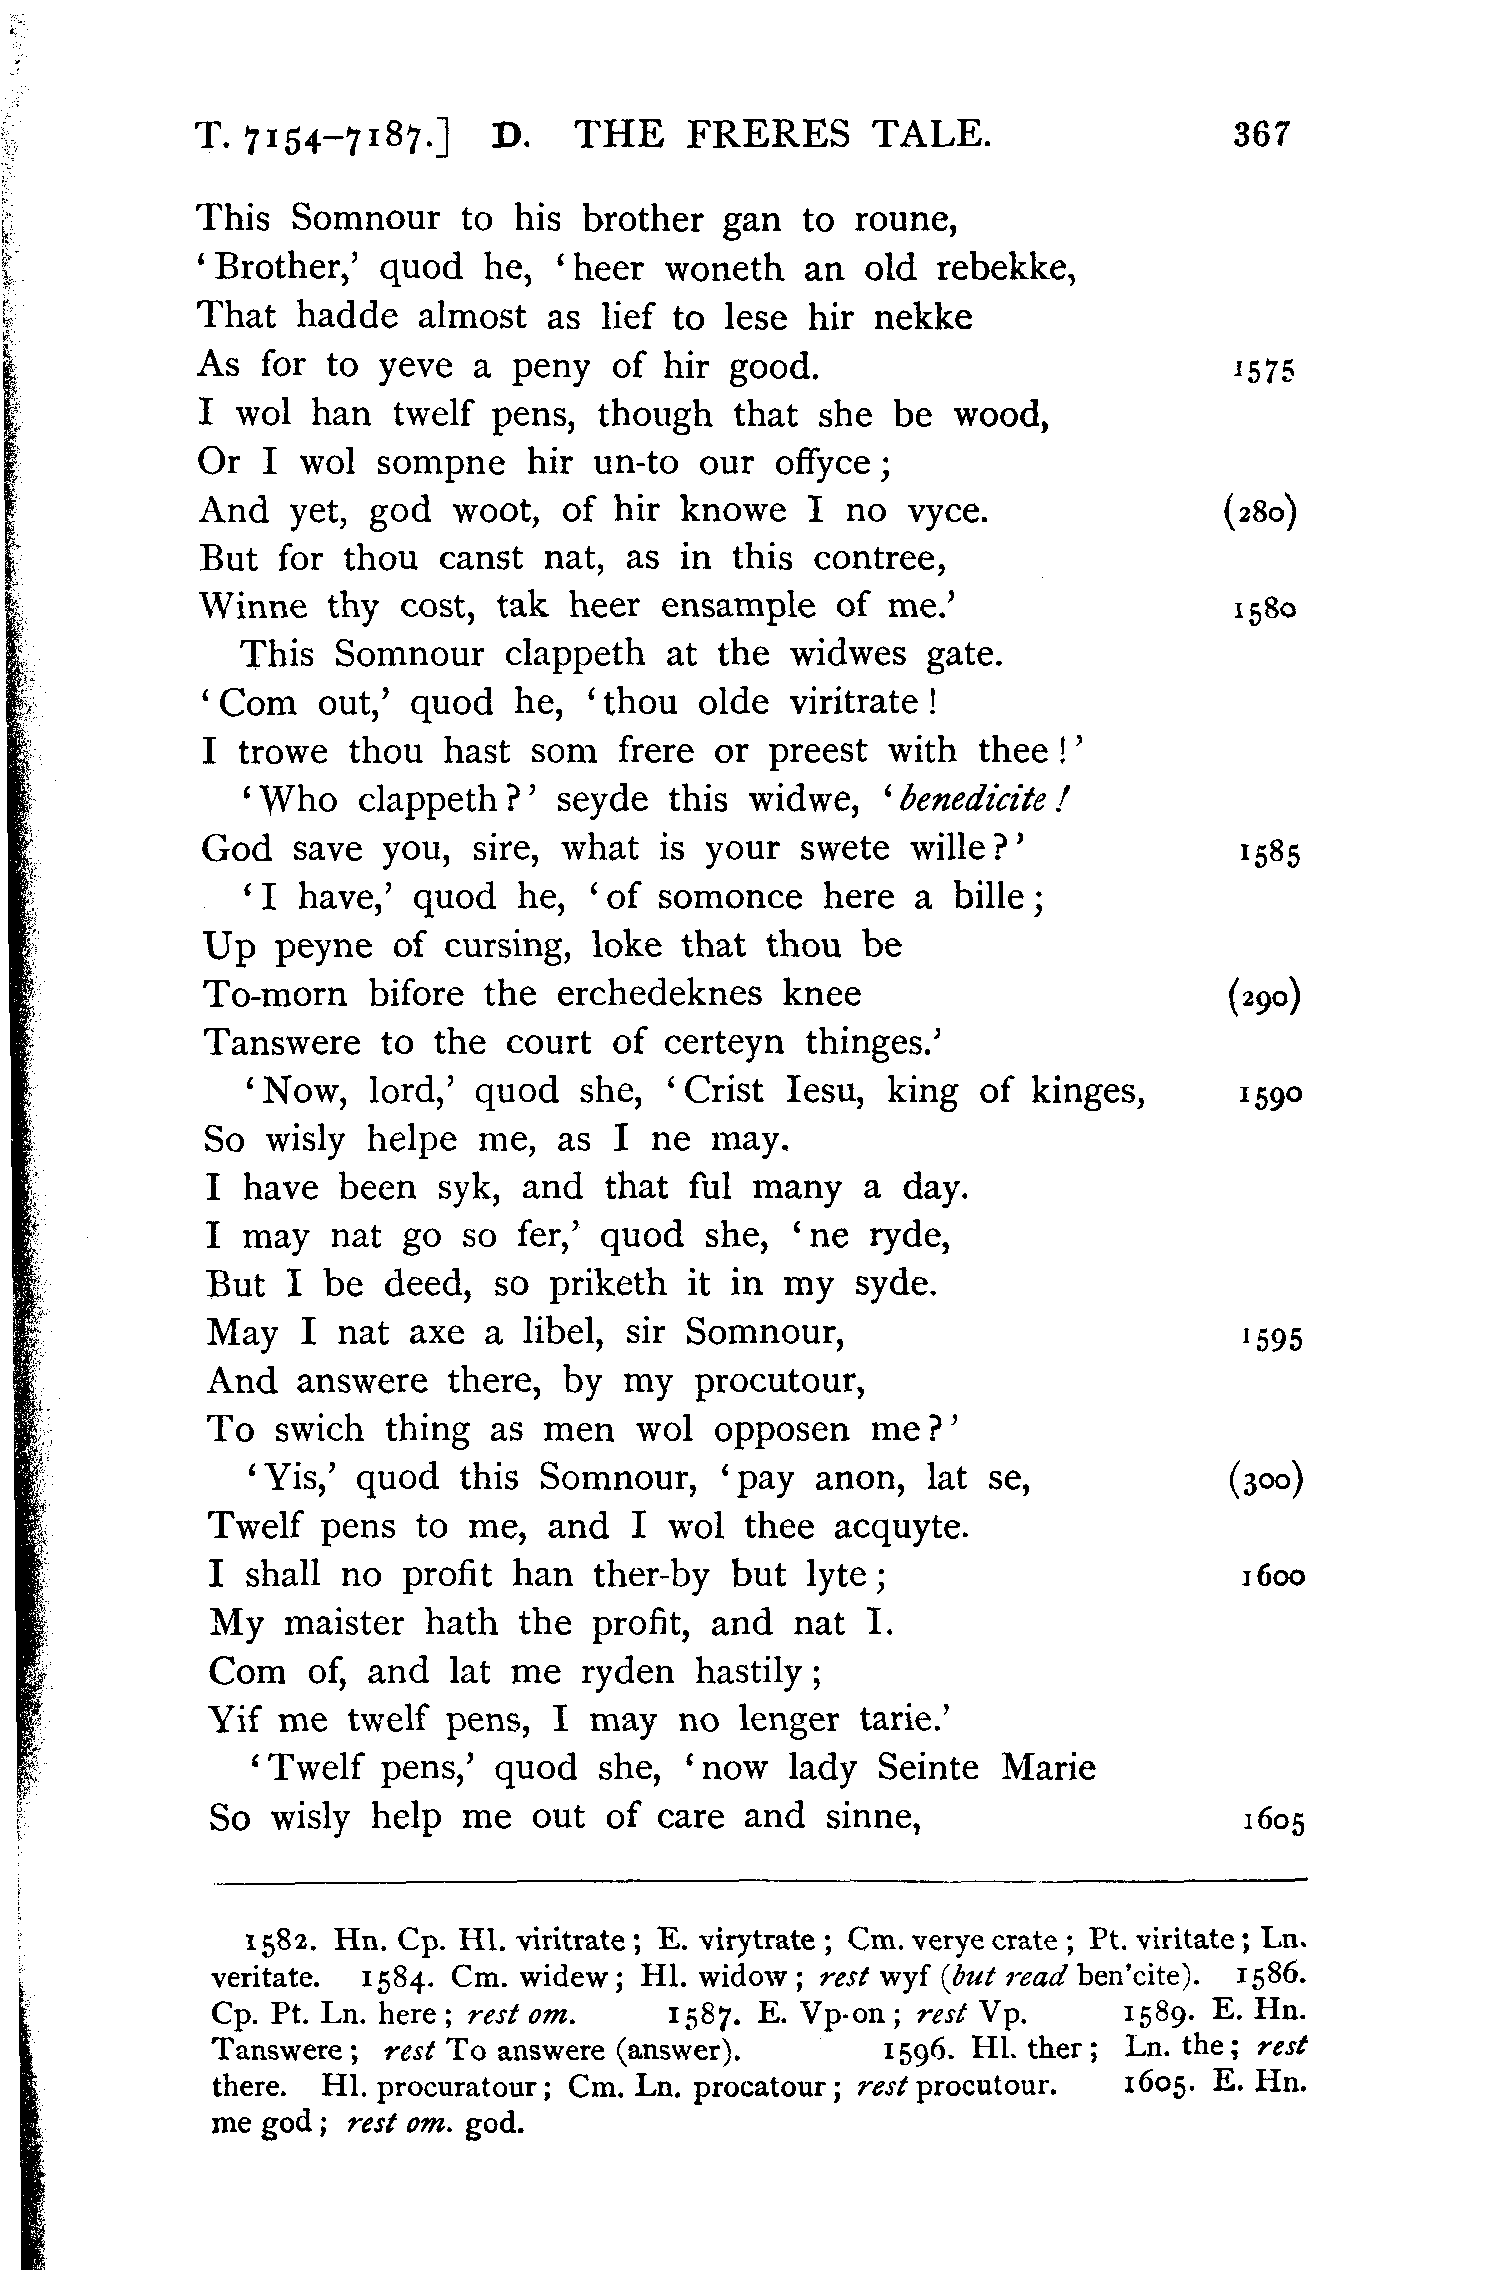 T. 7154–7187.] D. THE FRERES TALE. 367
This Somnour to his brother gan to roune,
‘Brother,’ quod he, ‘heer woneth an old rebekke,
That hadde almost as lief to lese hir nekke
As for to yeve a peny of hir good. 1575
I wol han twelf pens, though that she be wood,
Or I wol sompne hir un-to our offyce;
And yet, god woot, of hir knowe I no vyce. (280)
But for thou canst nat, as in this contree,
Winne thy cost, tak heer ensample of me.’ 1580
This Somnour clappeth at the widwes gate.
‘Com out,’ quod he, ‘thou olde viritrate!
I trowe thou hast som frere or preest with thee!’
‘Who clappeth?’ seyde this widwe, ‘benedicite!
God save you, sire, what is your swete wille?’ 1585
‘I have,’ quod he, ‘of somonce here a bille;
Up peyne of cursing, loke that thou be
To-morn bifore the erchedeknes knee (290)
Tanswere to the court of certeyn thinges.’
‘Now, lord,’ quod she, ‘Crist Iesu, king of kinges, 1590
So wisly helpe me, as I ne may.
I have been syk, and that ful many a day.
I may nat go so fer,’ quod she, ‘ne ryde,
But I be deed, so priketh it in my syde.
May I nat axe a libel, sir Somnour, 1595
And answere there, by my procutour,
To swich thing as men wol opposen me?’
‘Yis,’ quod this Somnour, ‘pay anon, lat se, (300)
Twelf pens to me, and I wol thee acquyte.
I shall no profit han ther-by but lyte; 1600
My maister hath the profit, and nat I.
Com of, and lat me ryden hastily;
Yif me twelf pens, I may no lenger tarie.’
‘Twelf pens,’ quod she, ‘now lady Seinte Marie
So wisly help me out of care and sinne, 1605
1582. Hn. Cp. Hl. viritrate; E. virytrate; Cm. verye crate; Pt. viritate; Ln.
veritate. 1584. Cm. widew; Hl. widow; rest wyf (but read ben’cite). 1586.
Cp. Pt. Ln. here; rest om. 1587. E. Vp-on; rest Vp. 1589. E. Hn.
Tanswere; rest To answere (answer). 1596. Hl. ther; Ln. the; rest
there. Hl. procuratour; Cm. Ln. procatour; rest procutour. 1605. E. Hn.
me god; rest om. god.